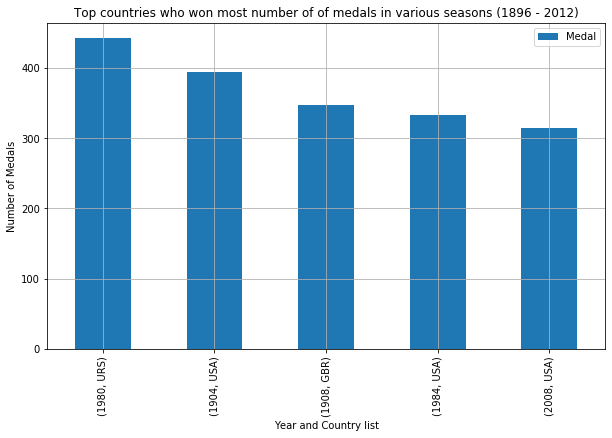 Top countries who won most number of of medals in various seasons (1896 - 2012)
Medal
Number of Medals
400
300
200
100
0
(1980, URS)
(1904, USA)
(1908, GBR)
(1984, USA)
(2008, USA)
Year and Country list